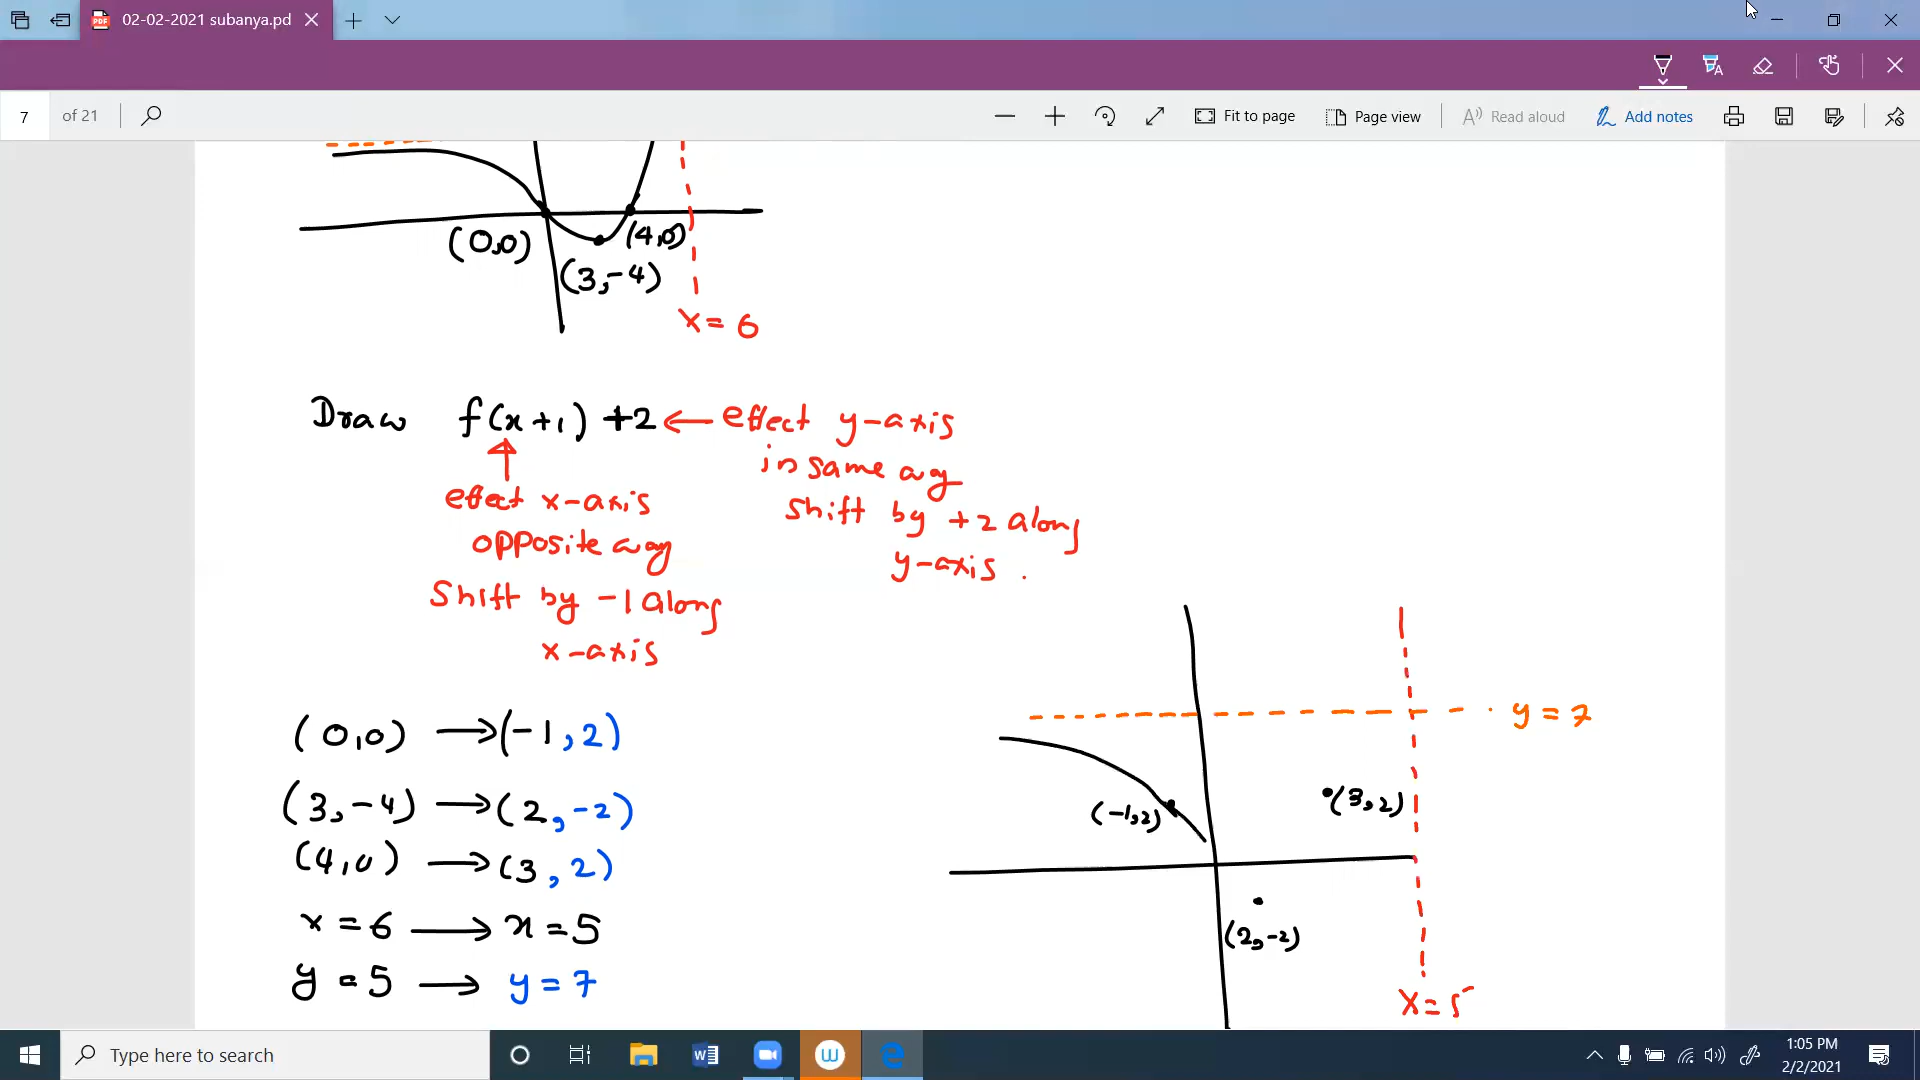 02-02-2021 subanya.pd
7 of 21
Fit to page
Page view
Read aloud
Add notes
(0,0)
(4,0)
(3,-4)
x = 6
Draw f(x+1) +2 ← effect y-axis
in same way
shift by +2 along
y-axis .
effect x-axis
opposite way
Shift by -1 along
x-axis
(0,0) → (-1, 2)
(3,-4) → (2, -2)
(4,0) → (3, 2)
x = 6 → x = 5
y = 5 → y = 7
y = 7
(-1,2)
(3,2)
(2,-2)
x = 5
Type here to search
1:05 PM
2/2/2021